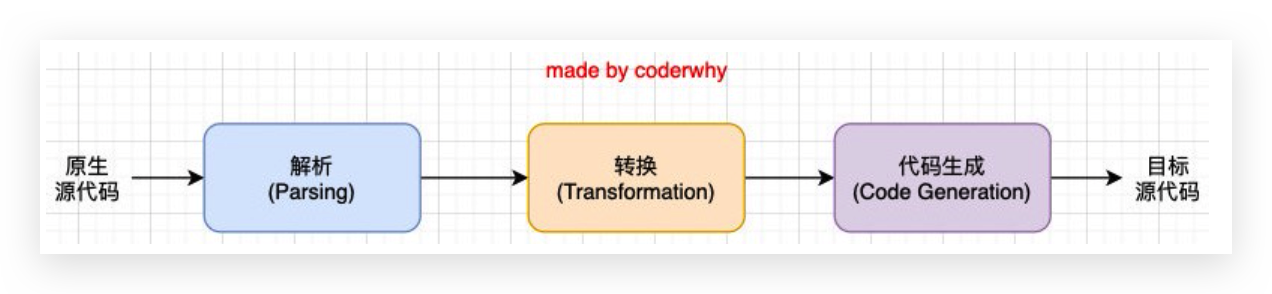 made by coderwhy
原生
源代码
解析
(Parsing)
转换
(Transformation)
代码生成
(Code Generation)
目标
源代码